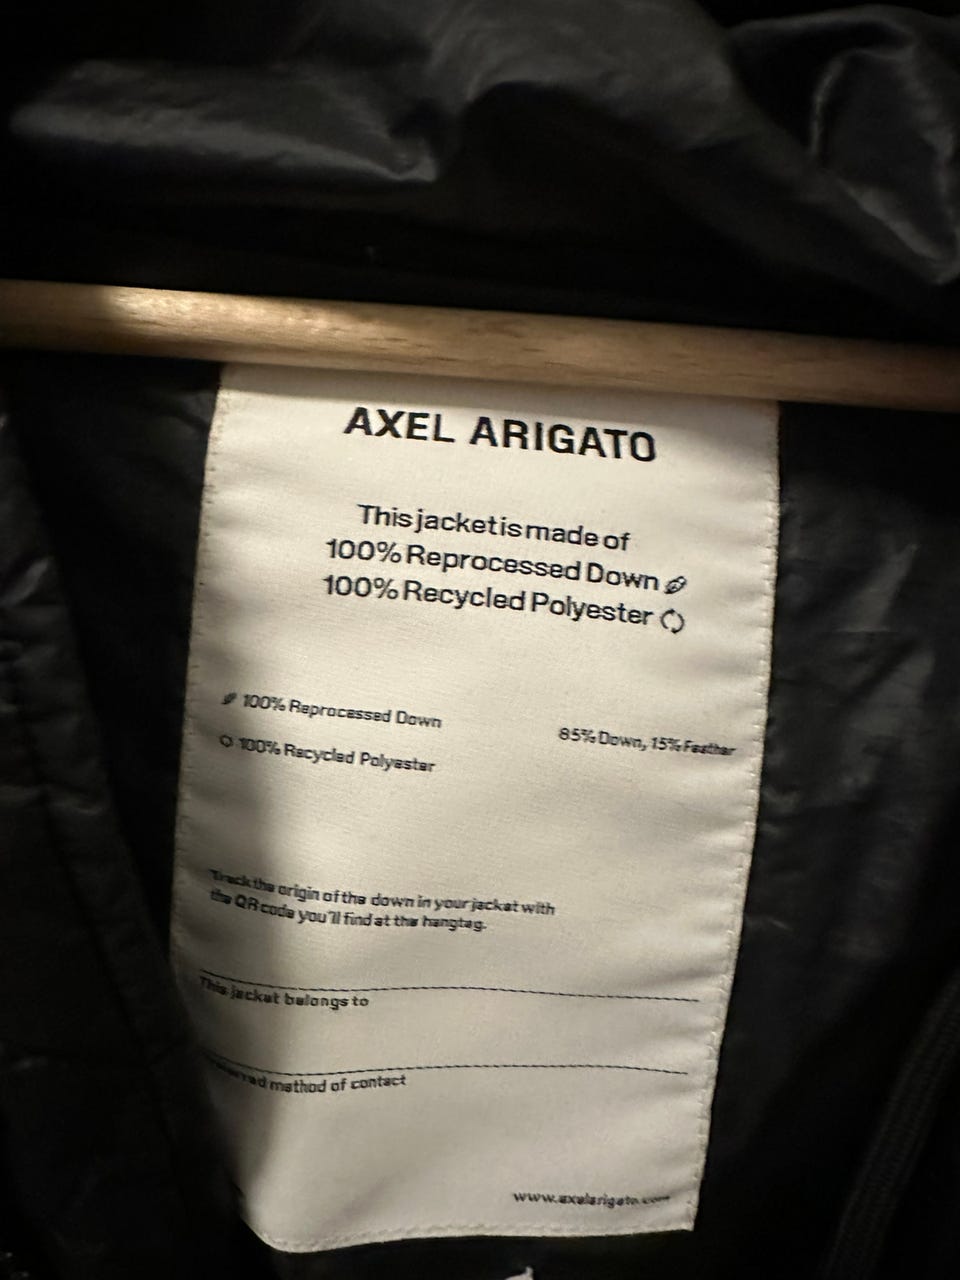 AXEL ARIGATO
This jacket is made of
100% Reprocessed Down
100% Recycled Polyester
100% Reprocessed Down
85% Down, 15% Feather
100% Recycled Polyester
Track the origin of the down in your jacket with
the QR code you'll find at the hangtag.
This jacket belongs to
method of contact
www.axelarigato.com